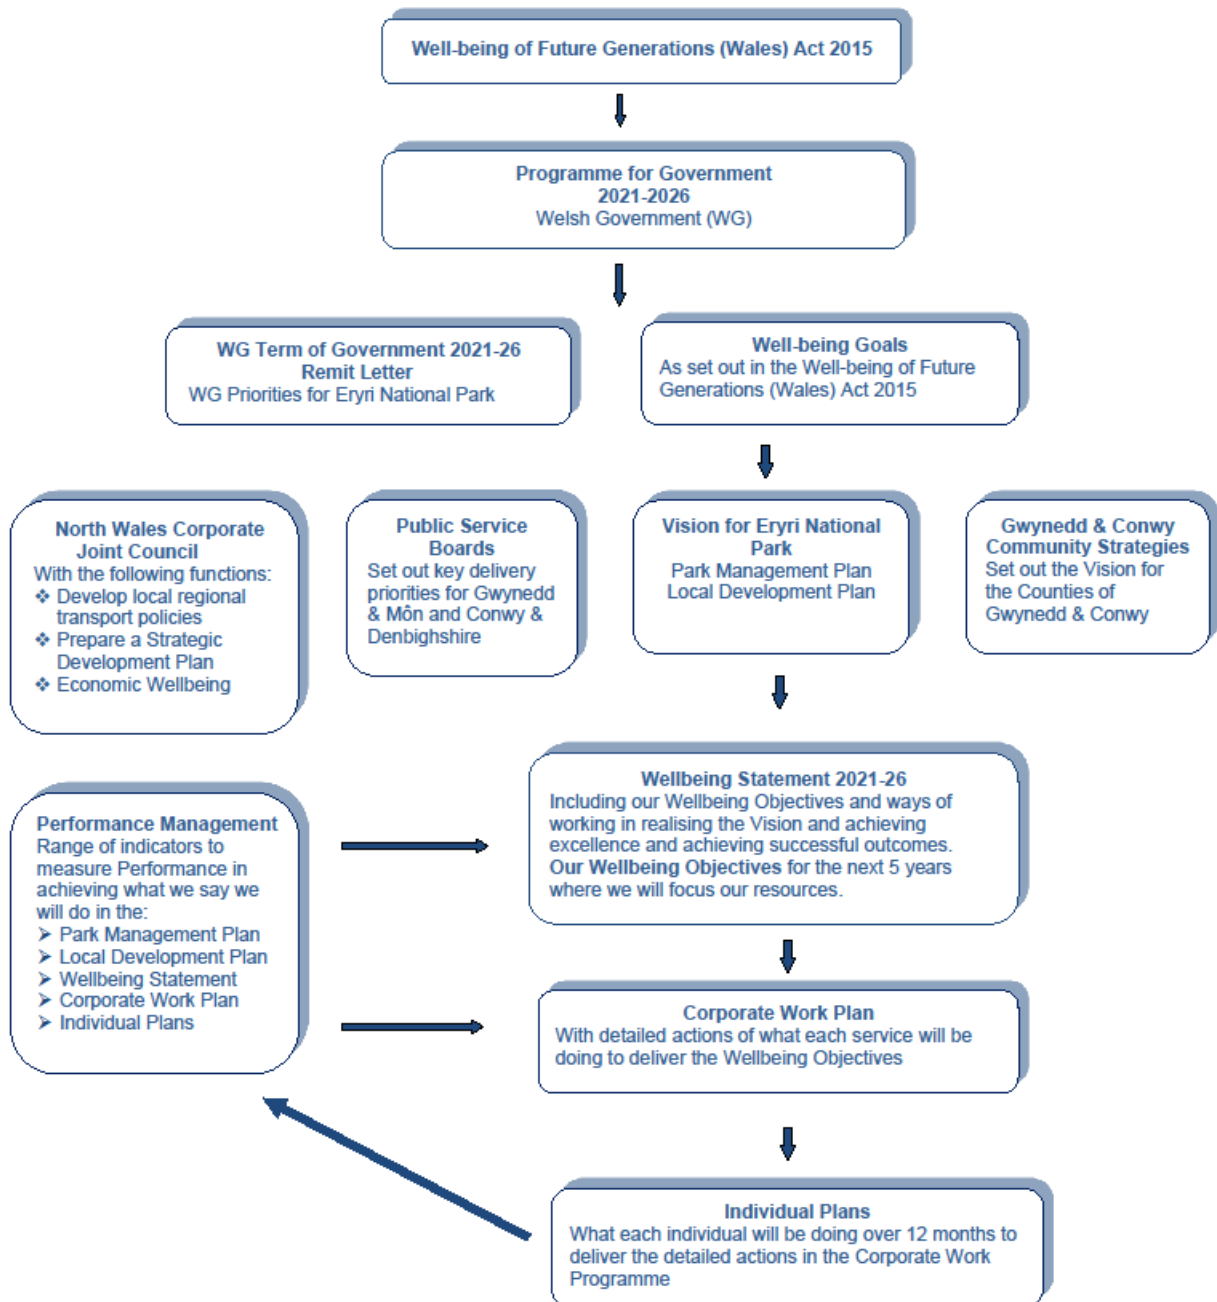 Well-being of Future Generations (Wales) Act 2015
Programme for Government
2021-2026
Welsh Government (WG)
WG Term of Government 2021-26
Remit Letter
WG Priorities for Eryri National Park
Well-being Goals
As set out in the Well-being of Future
Generations (Wales) Act 2015
North Wales Corporate
Joint Council
With the following functions:
❖ Develop local regional
transport policies
❖ Prepare a Strategic
Development Plan
❖ Economic Wellbeing
Public Service
Boards
Set out key delivery
priorities for Gwynedd
& Môn and Conwy &
Denbighshire
Vision for Eryri National
Park
Park Management Plan
Local Development Plan
Gwynedd & Conwy
Community Strategies
Set out the Vision for
the Counties of
Gwynedd & Conwy
Wellbeing Statement 2021-26
Including our Wellbeing Objectives and ways of
working in realising the Vision and achieving
excellence and achieving successful outcomes.
Our Wellbeing Objectives for the next 5 years
where we will focus our resources.
Performance Management
Range of indicators to
measure Performance in
achieving what we say we
will do in the:
➢ Park Management Plan
➢ Local Development Plan
➢ Wellbeing Statement
➢ Corporate Work Plan
➢ Individual Plans
Corporate Work Plan
With detailed actions of what each service will be
doing to deliver the Wellbeing Objectives
Individual Plans
What each individual will be doing over 12 months to
deliver the detailed actions in the Corporate Work
Programme